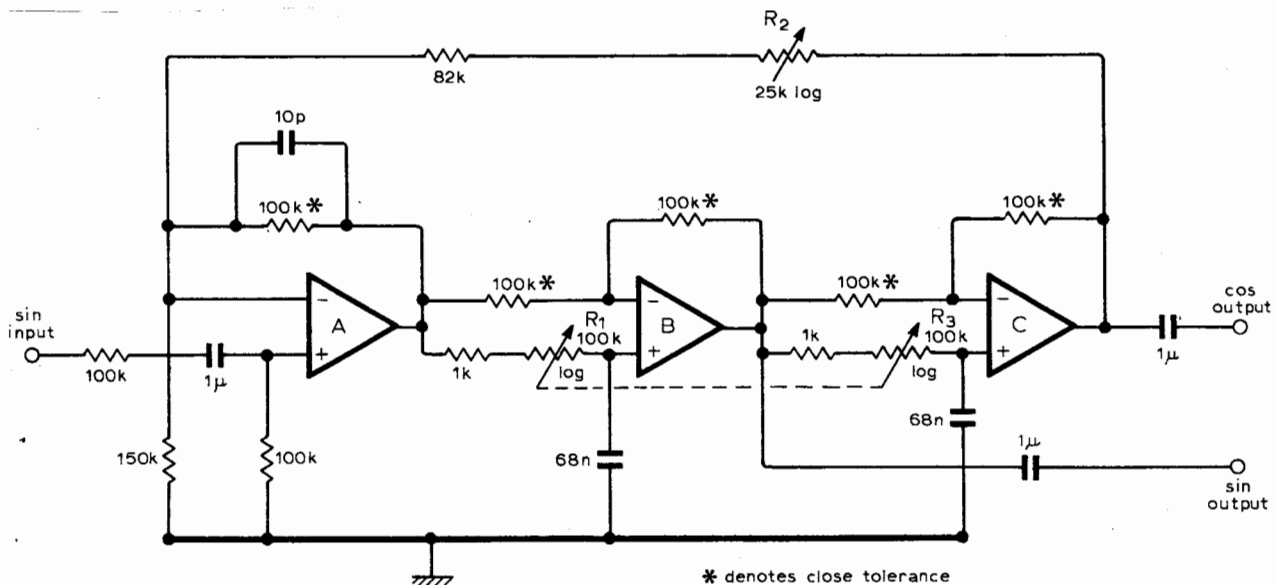 R2
82k
25k log
10p
100k*
100k*
100k*
100k*
100k*
A
B
C
−
+
−
+
−
+
sin
input
100k
1μ
R1
100k
log
1k
R3
100k
log
1k
cos
output
1μ
150k
100k
68n
68n
1μ
sin
output
* denotes close tolerance